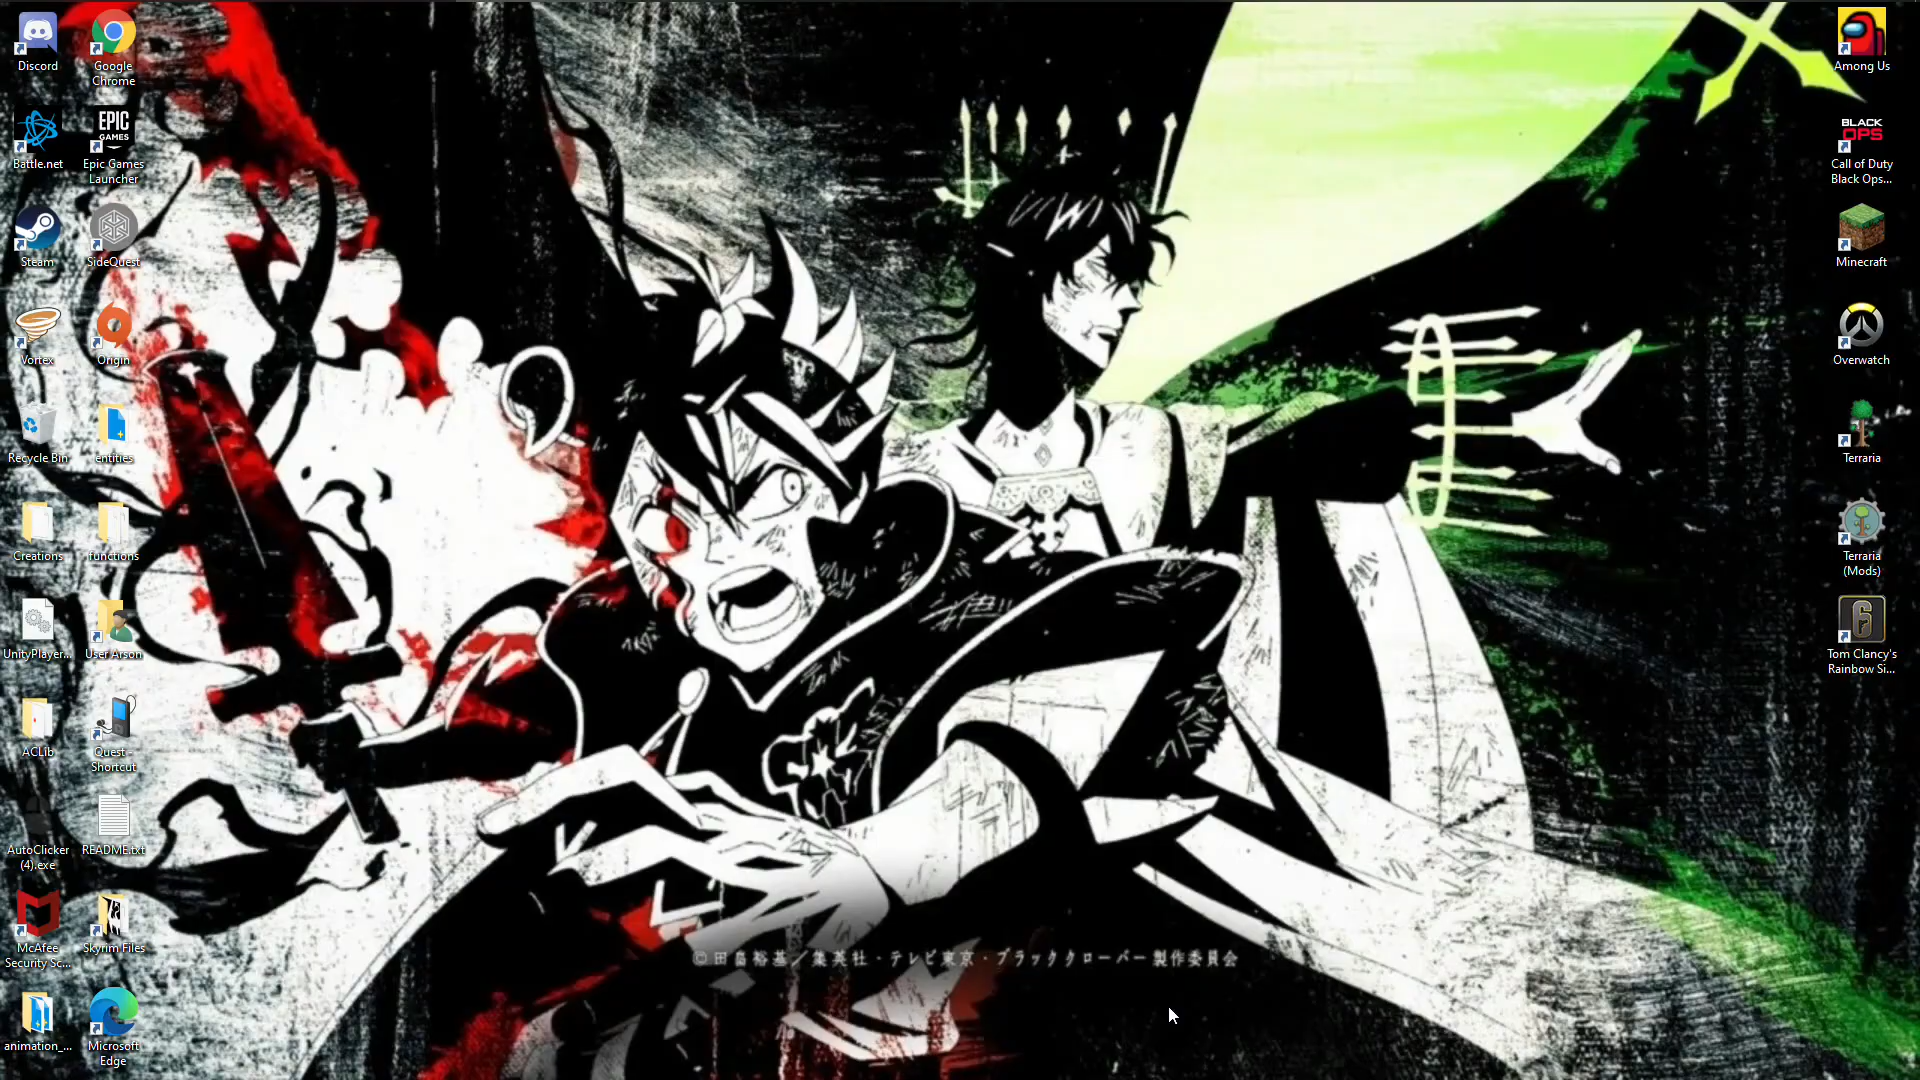 Discord
Google
Chrome
Battle.net
EPIC
GAMES
Epic Games
Launcher
Steam
SideQuest
Vortex
Origin
Recycle Bin
entities
Creations
functions
UnityPlayer...
User Arson
ACLib
Quest -
Shortcut
AutoClicker
(4).exe
README.txt
McAfee
Security Sc...
Skyrim Files
animation_...
Microsoft
Edge
Among Us
BLACK
OPS
Call of Duty
Black Ops...
Minecraft
Overwatch
Terraria
Terraria
(Mods)
6
Tom Clancy's
Rainbow Si...
©田畠裕基／集英社・テレビ東京・ブラッククローバー製作委員会